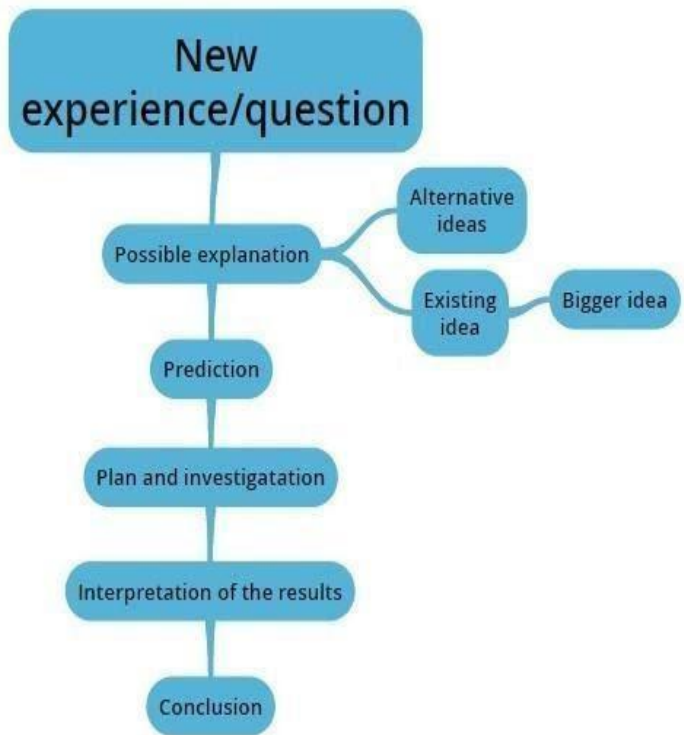 New
experience/question
Possible explanation
Alternative
ideas
Existing
idea
Bigger idea
Prediction
Plan and investigatation
Interpretation of the results
Conclusion